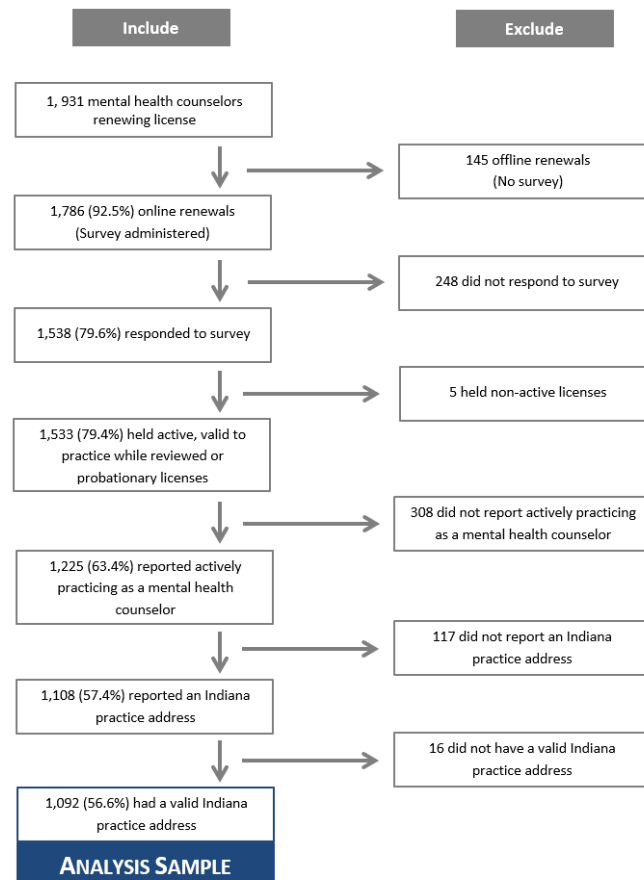 Include
Exclude
1, 931 mental health counselors
renewing license
145 offline renewals
(No survey)
1,786 (92.5%) online renewals
(Survey administered)
248 did not respond to survey
1,538 (79.6%) responded to survey
5 held non-active licenses
1,533 (79.4%) held active, valid to
practice while reviewed or
probationary licenses
308 did not report actively practicing
as a mental health counselor
1,225 (63.4%) reported actively
practicing as a mental health
counselor
117 did not report an Indiana
practice address
1,108 (57.4%) reported an Indiana
practice address
16 did not have a valid Indiana
practice address
1,092 (56.6%) had a valid Indiana
practice address
ANALYSIS SAMPLE